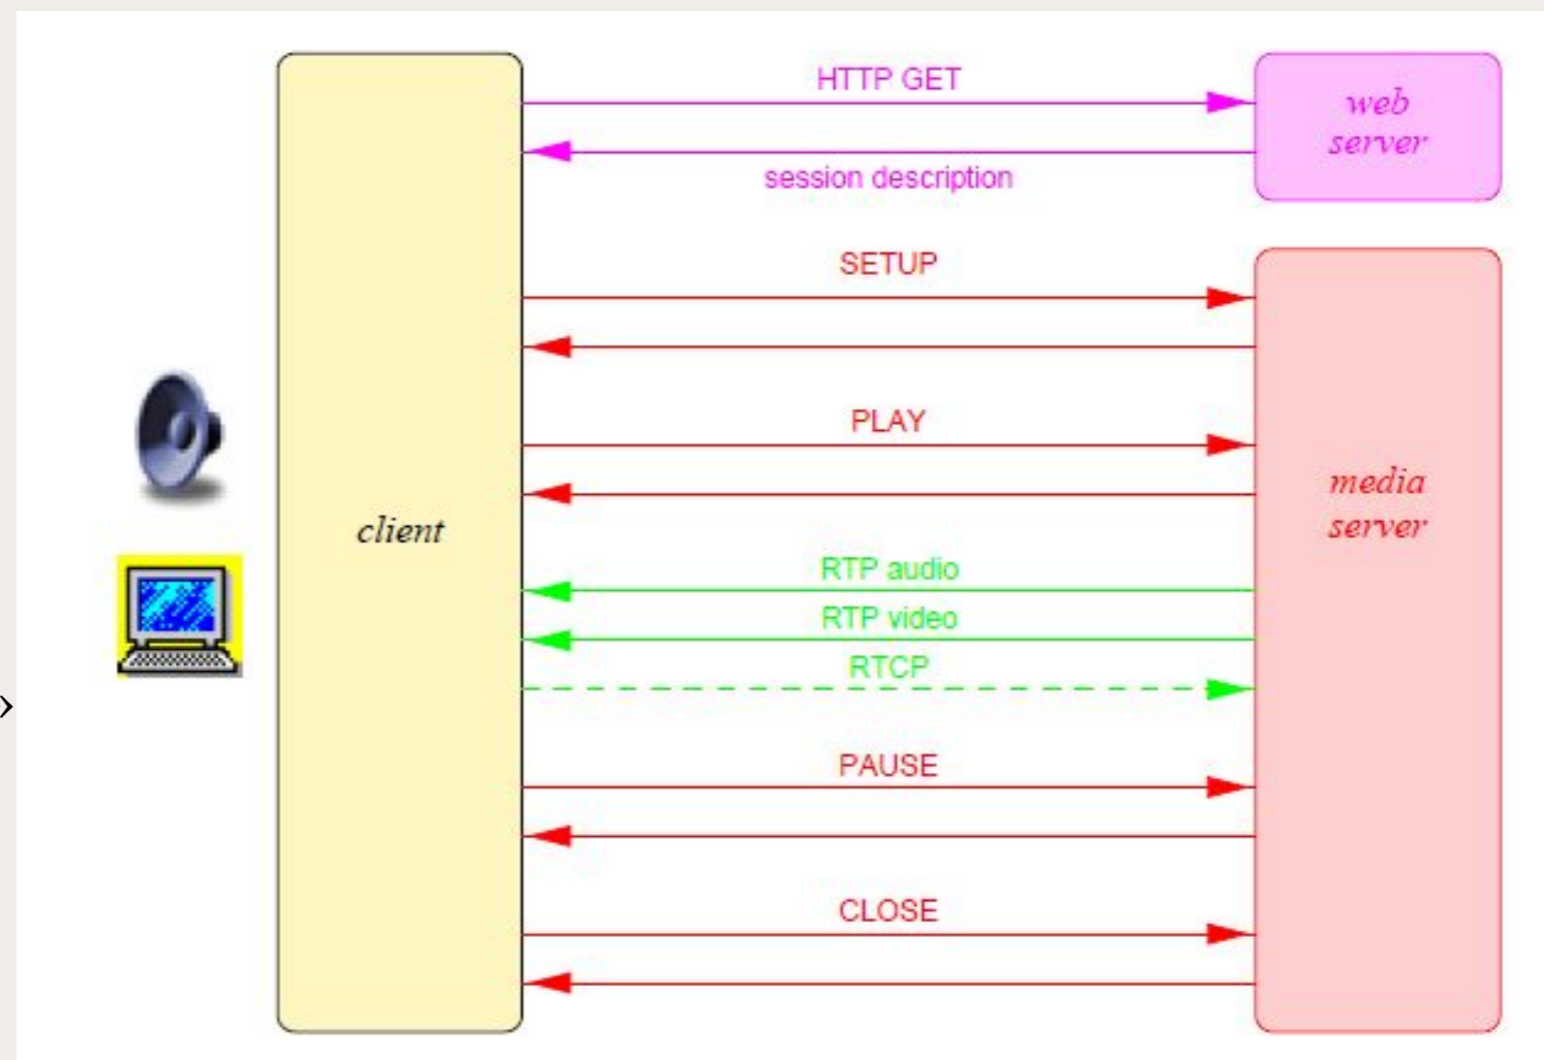 HTTP GET
web
server
session description
SETUP
PLAY
media
server
client
RTP audio
RTP video
RTCP
PAUSE
CLOSE